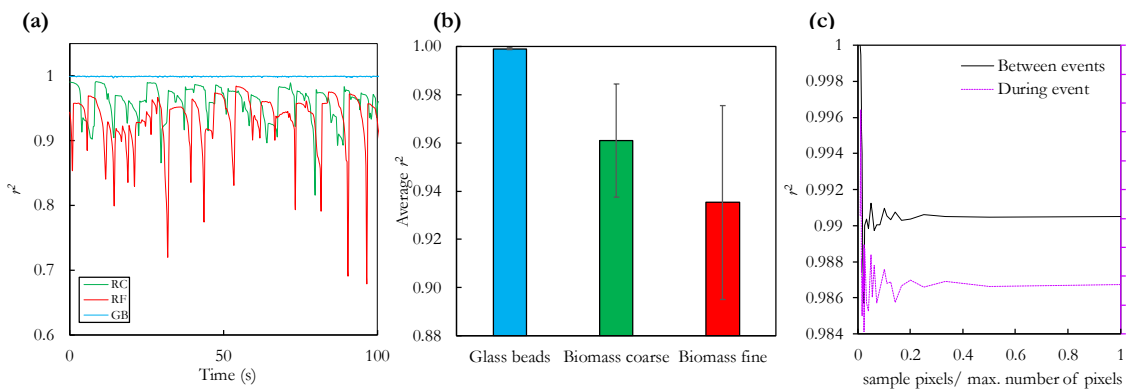 (a)
1
0.9
0.8
0.7
0.6
r²
RC
RF
GB
0
50
100
Time (s)
(b)
1.00
0.98
0.96
0.94
0.92
0.90
0.88
Average r²
Glass beads
Biomass coarse
Biomass fine
(c)
1
0.998
0.996
0.994
0.992
0.99
0.988
0.986
0.984
r²
Between events
During event
0
0.2
0.4
0.6
0.8
1
sample pixels/ max. number of pixels